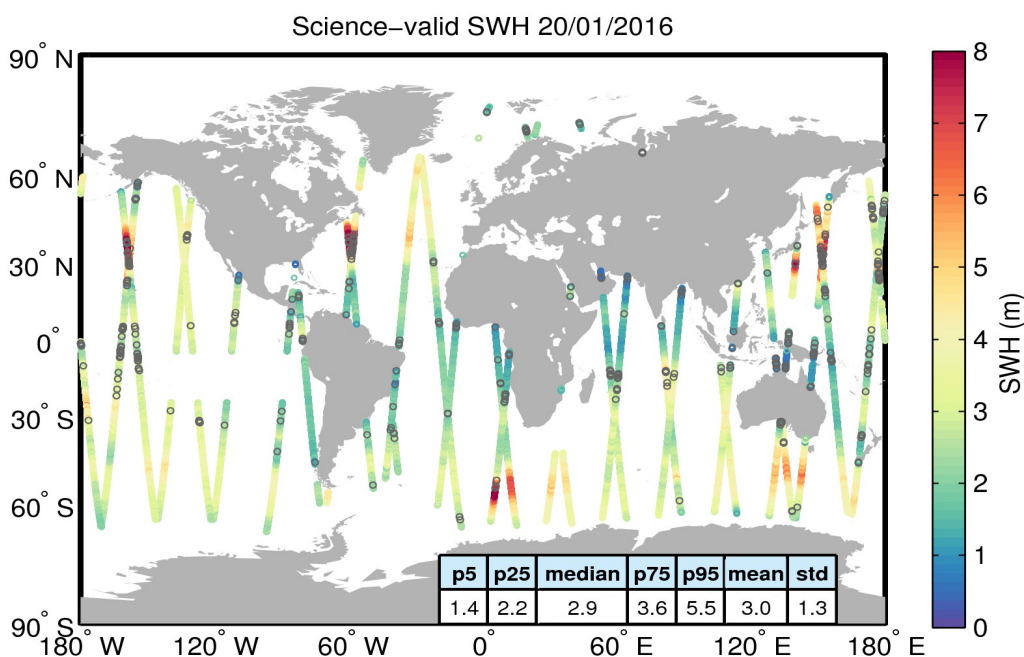 Science−valid SWH 20/01/2016
90° N
60° N
30° N
0°
30° S
60° S
90° S
180° W
120° W
60° W
0°
60° E
120° E
180° E
p5 p25 median p75 p95 mean std
1.4 2.2 2.9 3.6 5.5 3.0 1.3
8
7
6
5
4
3
2
1
0
SWH (m)